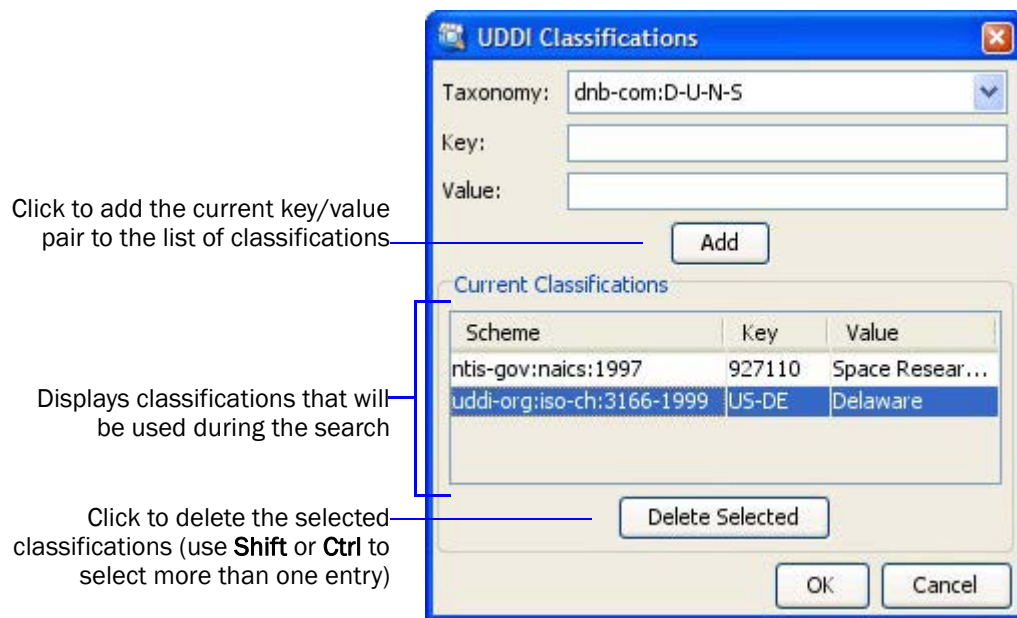 UDDI Classifications
Taxonomy: dnb-com:D-U-N-S
Key:
Value:
Click to add the current key/value
pair to the list of classifications
Add
Current Classifications
Scheme Key Value
ntis-gov:naics:1997 927110 Space Resear...
uddi-org:iso-ch:3166-1999 US-DE Delaware
Displays classifications that will
be used during the search
Click to delete the selected
classifications (use Shift or Ctrl to
select more than one entry)
Delete Selected
OK Cancel